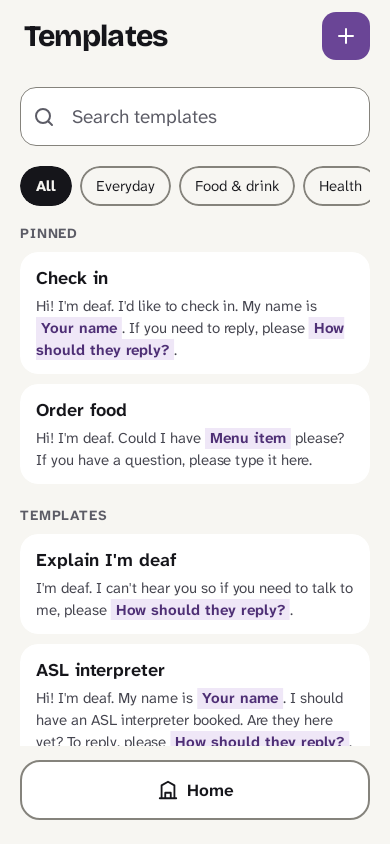 Templates
Search templates
All
Everyday
Food & drink
Health
PINNED
Check in
Hi! I'm deaf. I'd like to check in. My name is
Your name . If you need to reply, please How
should they reply? .
Order food
Hi! I'm deaf. Could I have Menu item please?
If you have a question, please type it here.
TEMPLATES
Explain I'm deaf
I'm deaf. I can't hear you so if you need to talk to
me, please How should they reply? .
ASL interpreter
Hi! I'm deaf. My name is Your name . I should
have an ASL interpreter booked. Are they here
yet? To reply, please How should they reply? .
Home